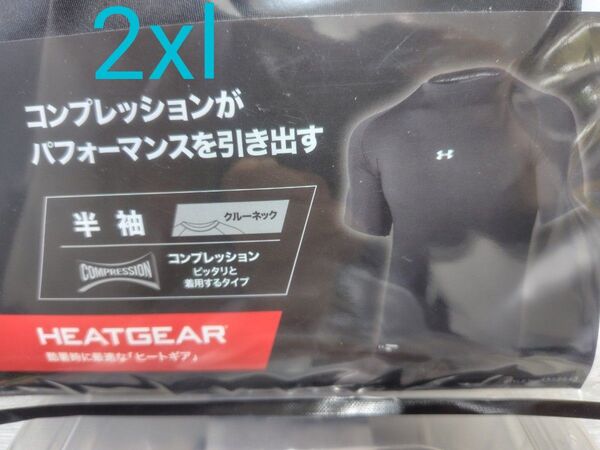 2xl
コンプレッションが
パフォーマンスを引き出す
半袖
クルーネック
COMPRESSION
コンプレッション
ピッタリと
着用するタイプ
HEATGEAR
酷暑時に最適な「ヒートギア」